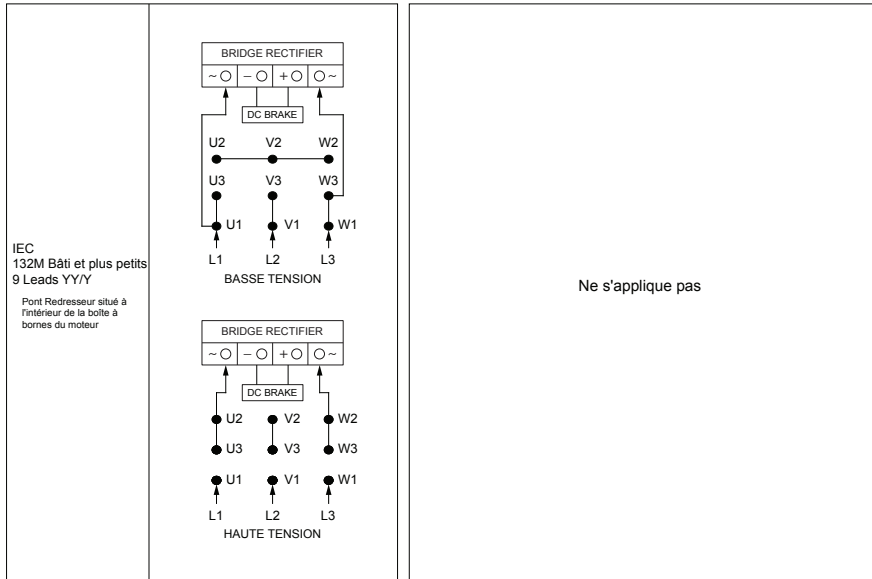 IEC
132M Bâti et plus petits
9 Leads YY/Y
Pont Redresseur situé à
l'intérieur de la boîte à
bornes du moteur
BRIDGE RECTIFIER
~ − + ~
DC BRAKE
U2 V2 W2
U3 V3 W3
U1 V1 W1
L1 L2 L3
BASSE TENSION
BRIDGE RECTIFIER
~ − + ~
DC BRAKE
U2 V2 W2
U3 V3 W3
U1 V1 W1
L1 L2 L3
HAUTE TENSION
Ne s'applique pas